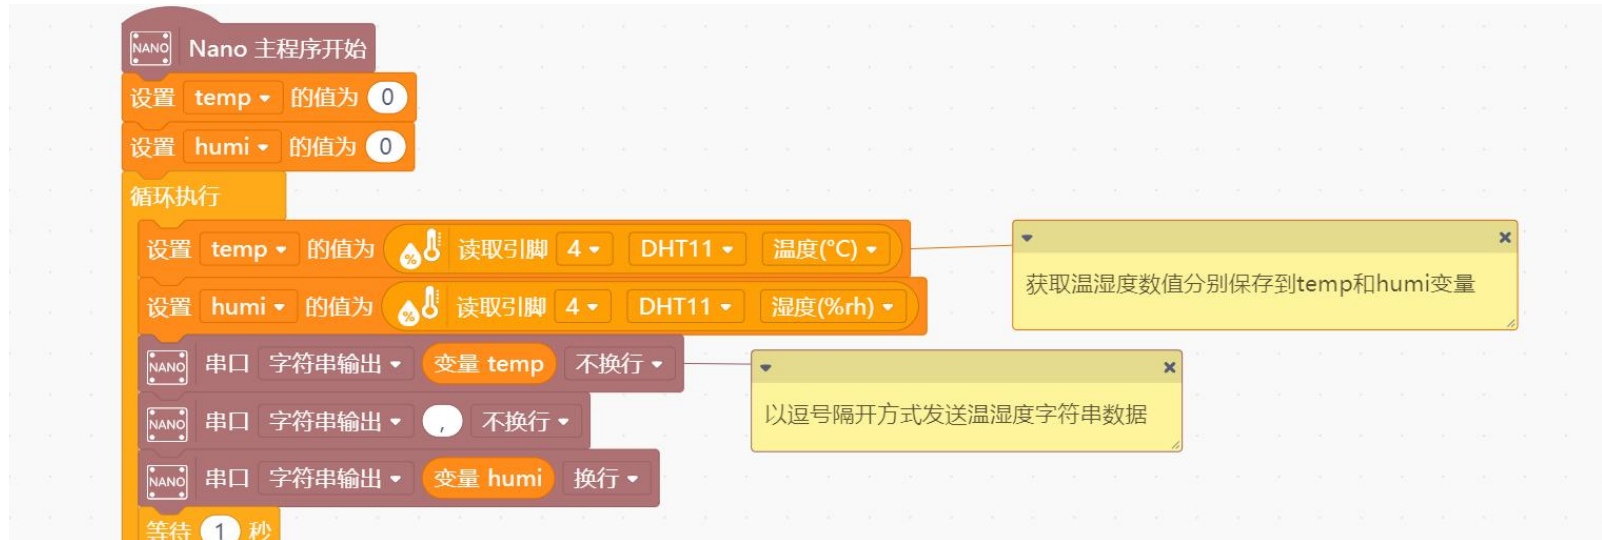 NANO Nano 主程序开始
设置 temp 的值为 0
设置 humi 的值为 0
循环执行
设置 temp 的值为 % 读取引脚 4 DHT11 温度(°C)
获取温湿度数值分别保存到temp和humi变量
设置 humi 的值为 % 读取引脚 4 DHT11 湿度(%rh)
NANO 串口 字符串输出 变量 temp 不换行
以逗号隔开方式发送温湿度字符串数据
NANO 串口 字符串输出 , 不换行
NANO 串口 字符串输出 变量 humi 换行
等待 1 秒